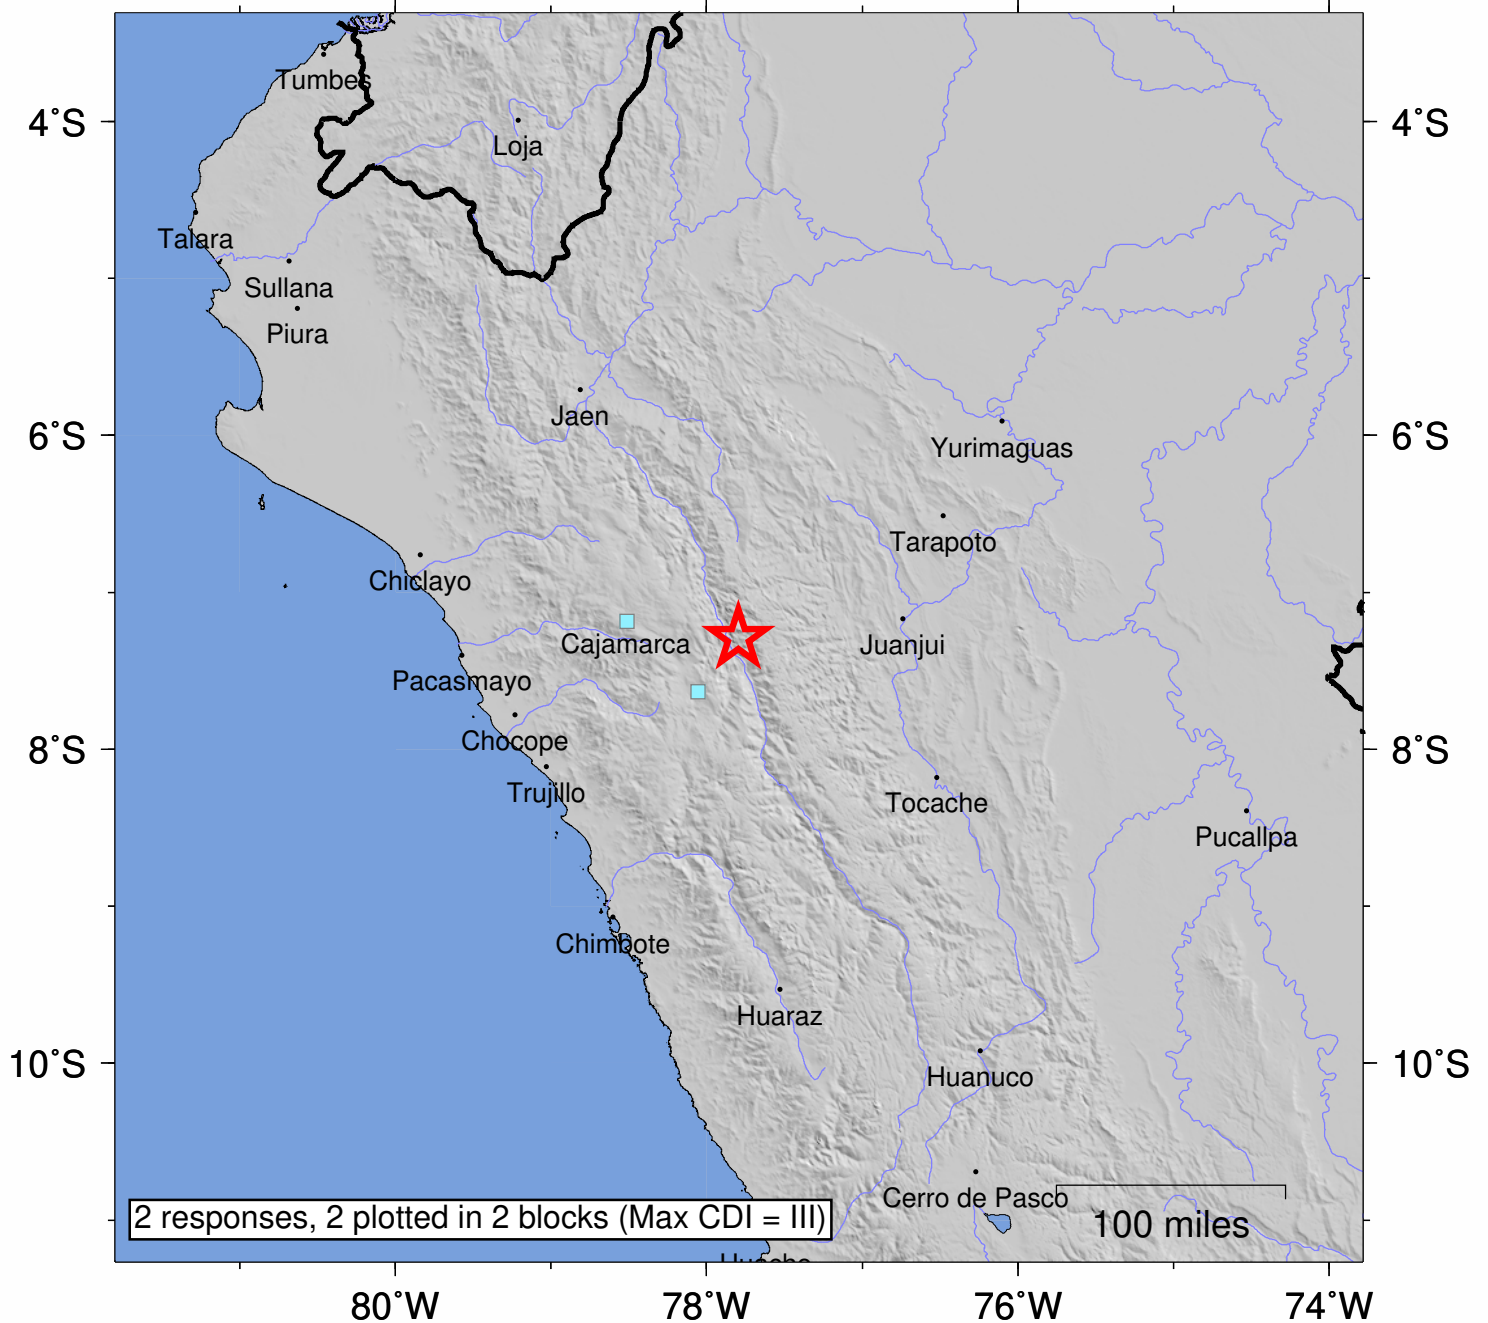 Tumbes
4°S
4°S
Loja
Talara
Sullana
Piura
Jaen
6°S
6°S
Yurimaguas
Tarapoto
Chiclayo
Cajamarca
Juanjui
Pacasmayo
Chocope
8°S
8°S
Trujillo
Tocache
Pucallpa
Chimbote
Huaraz
10°S
10°S
Huanuco
Cerro de Pasco
2 responses, 2 plotted in 2 blocks (Max CDI = III)
100 miles
80°W
78°W
76°W
74°W